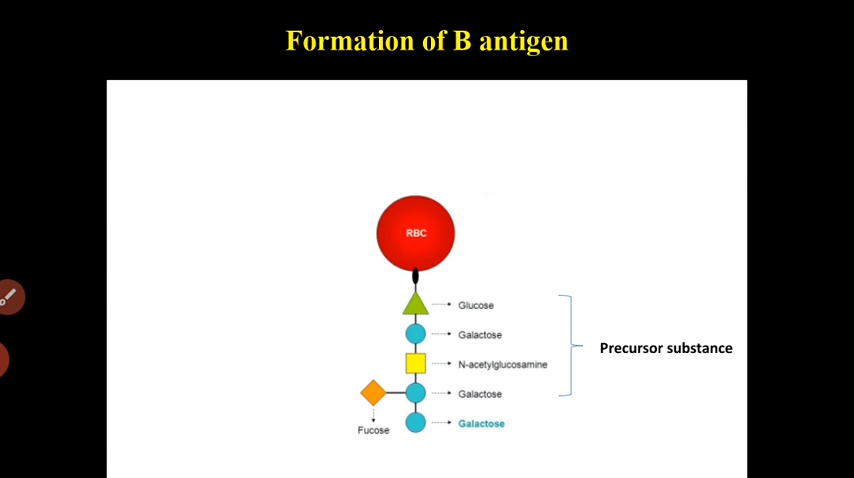 Formation of B antigen
RBC
Glucose
Galactose
Precursor substance
N-acetylglucosamine
Galactose
Fucose
Galactose